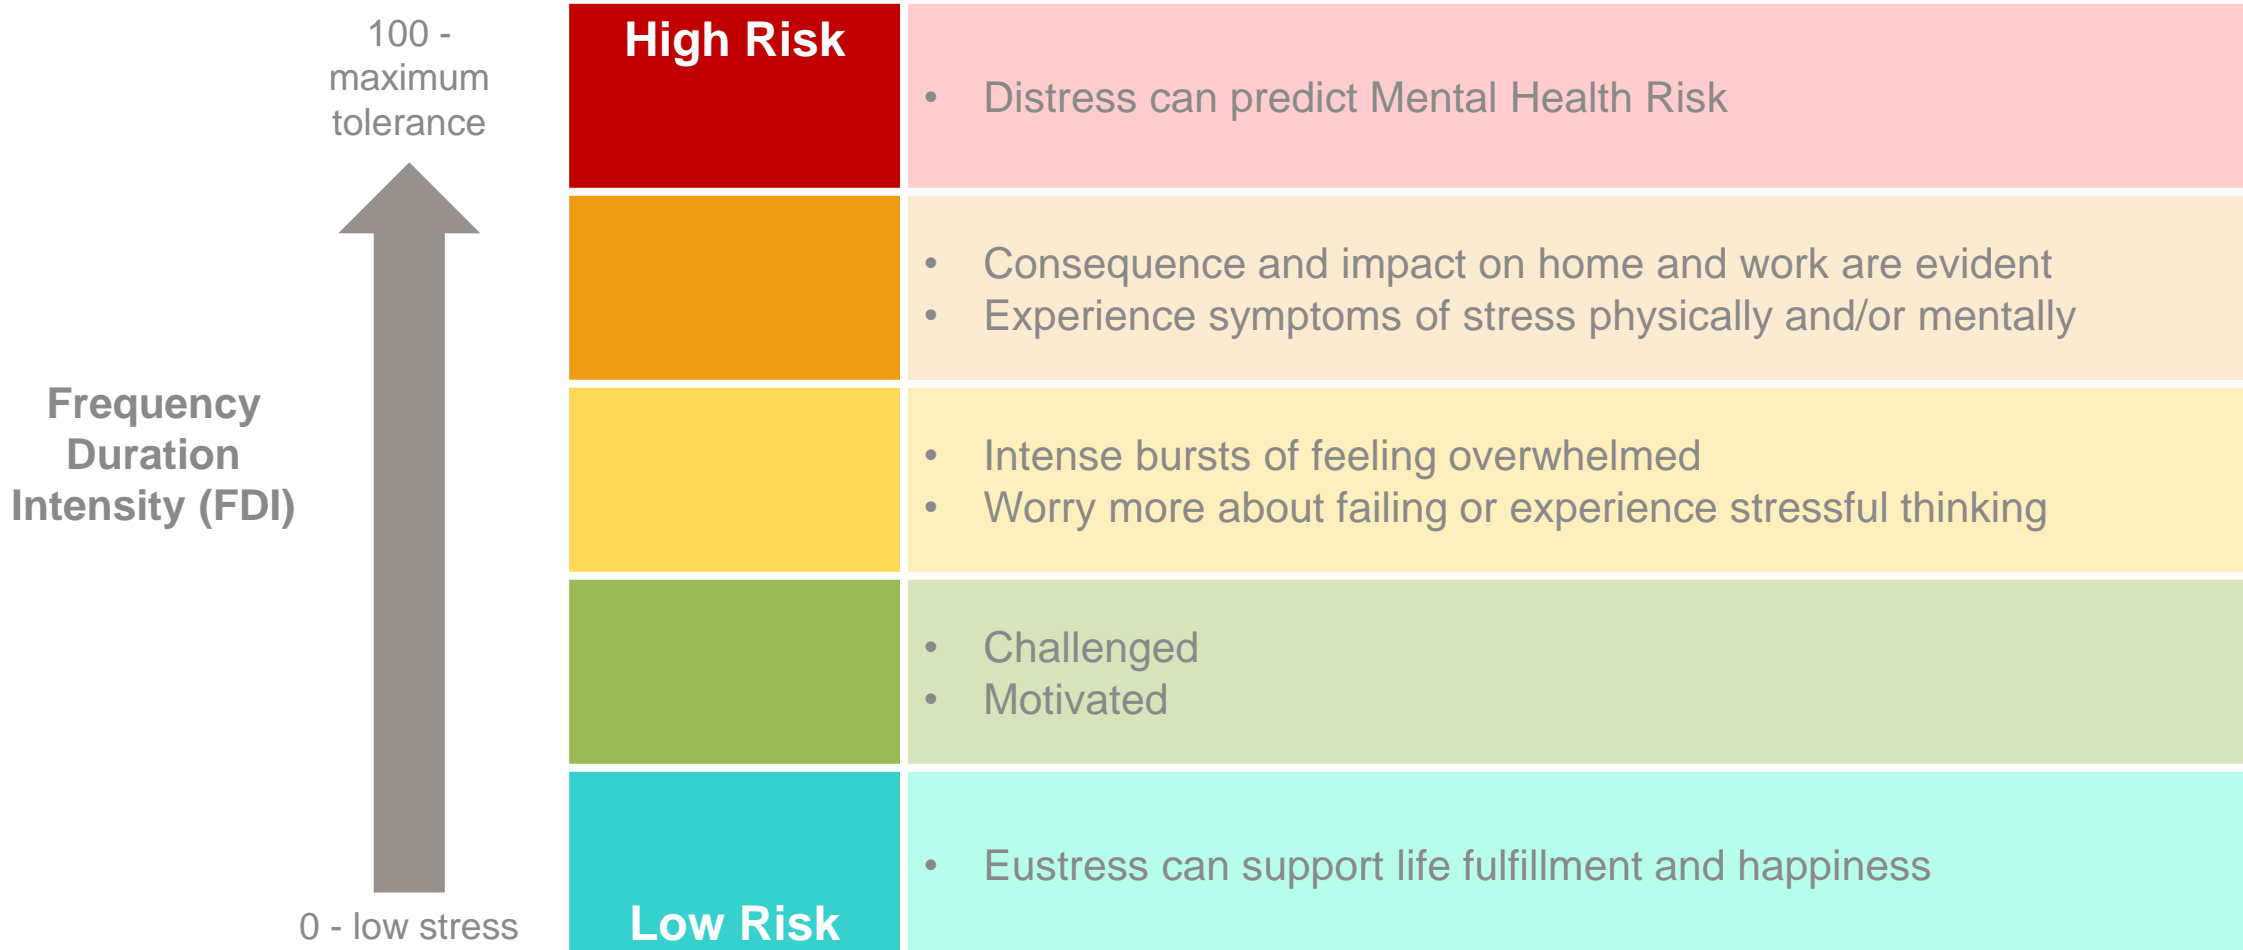 100 -
maximum
tolerance
Frequency
Duration
Intensity (FDI)
0 - low stress
High Risk
• Distress can predict Mental Health Risk
• Consequence and impact on home and work are evident
• Experience symptoms of stress physically and/or mentally
• Intense bursts of feeling overwhelmed
• Worry more about failing or experience stressful thinking
• Challenged
• Motivated
• Eustress can support life fulfillment and happiness
Low Risk